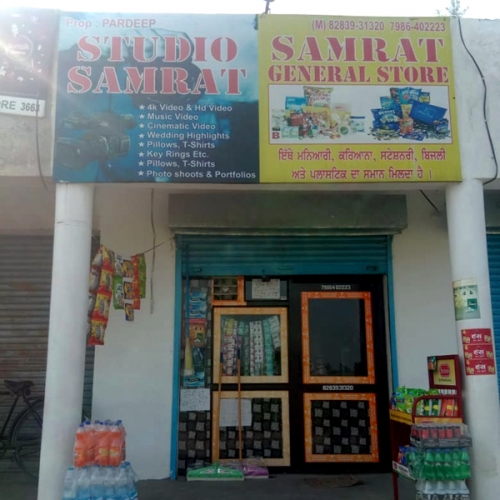 Prop : PARDEEP
STUDIO
SAMRAT
★ 4k Video & Hd Video
★ Music Video
★ Cinematic Video
★ Wedding Highlights
★ Pillows, T-Shirts
★ Key Rings Etc.
★ Pillows, T-Shirts
★ Photo shoots & Portfolios
(M) 82839-31320 7986-402223
SAMRAT
GENERAL STORE
ਇੱਥੇ ਮਨਿਆਰੀ, ਕਰਿਆਨਾ, ਸਟੇਸ਼ਨਰੀ, ਬਿਜਲੀ
ਅਤੇ ਪਲਾਸਟਿਕ ਦਾ ਸਮਾਨ ਮਿਲਦਾ ਹੈ ।
ORE 3663
7986402223
8283931320